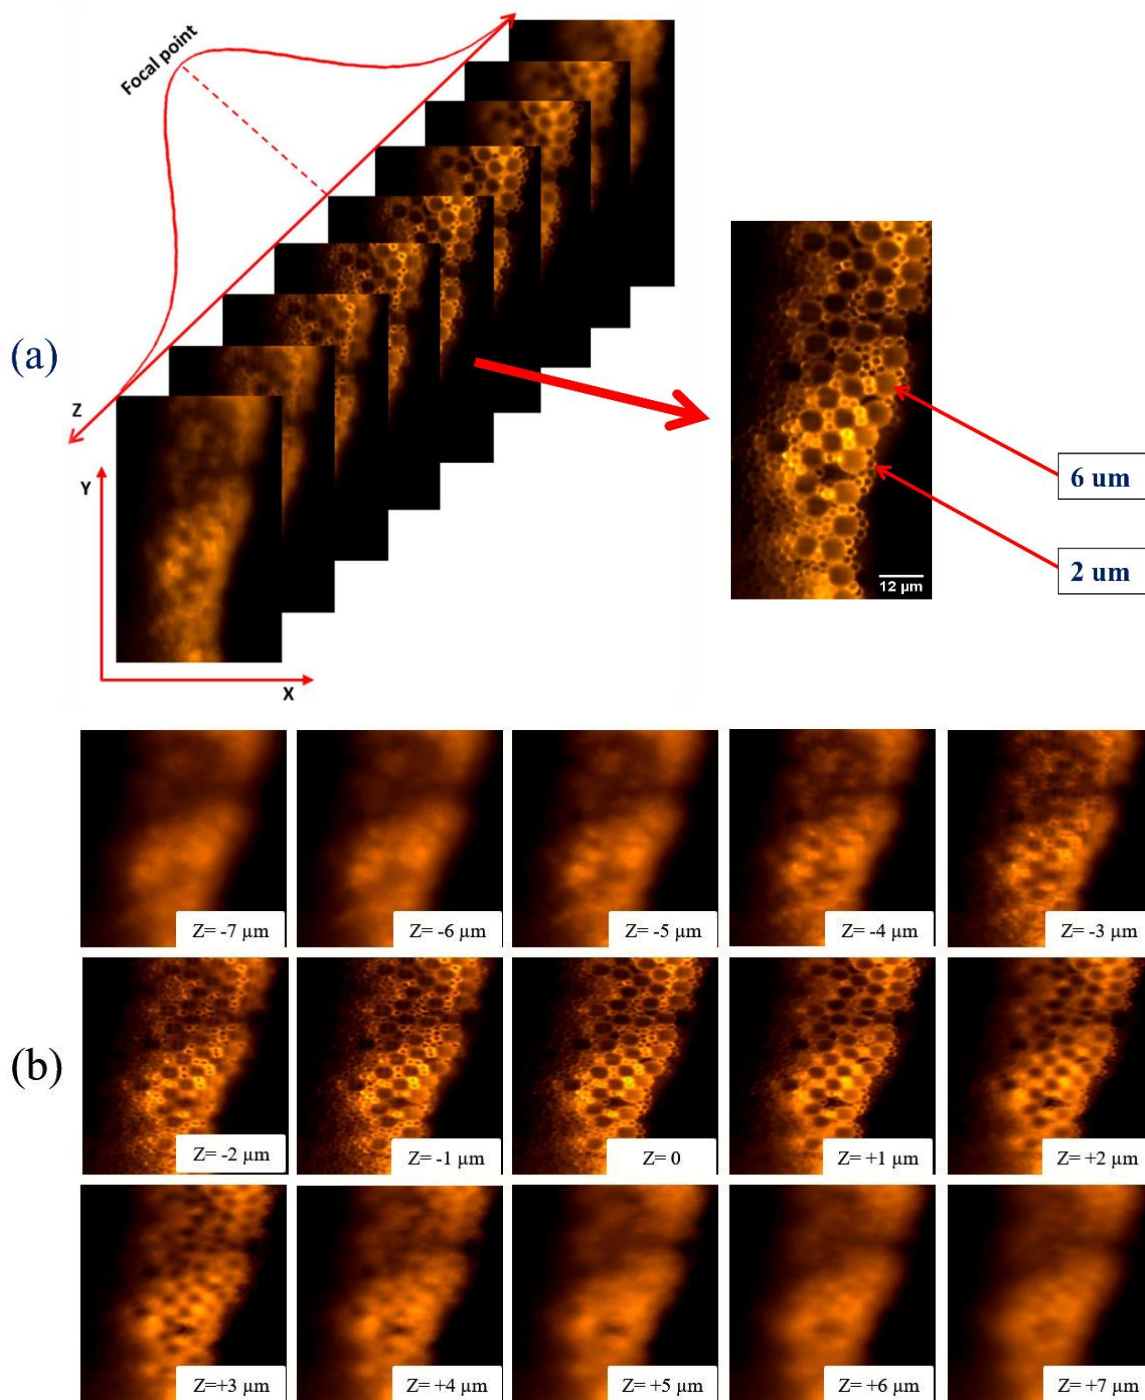 Focal point
(a)
Z
Y
X
6 um
2 um
12 µm
(b)
Z= -7 µm
Z= -6 µm
Z= -5 µm
Z= -4 µm
Z= -3 µm
Z= -2 µm
Z= -1 µm
Z= 0
Z= +1 µm
Z= +2 µm
Z=+3 µm
Z= +4 µm
Z= +5 µm
Z= +6 µm
Z= +7 µm